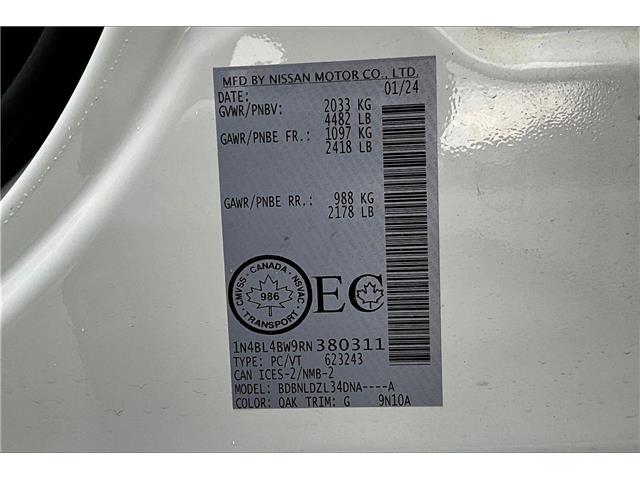 MFD BY NISSAN MOTOR CO., LTD.
DATE: 01/24
GVWR/PNBV: 2033 KG
4482 LB
GAWR/PNBE FR.: 1097 KG
2418 LB
GAWR/PNBE RR.: 988 KG
2178 LB
CANADA
CMVSS
NSVAC
986
TRANSPORT
EC
1N4BL4BW9RN380311
TYPE: PC/VT 623243
CAN ICES-2/NMB-2
MODEL: BDBNLDZL34DNA----A
COLOR: QAK TRIM: G 9N10A